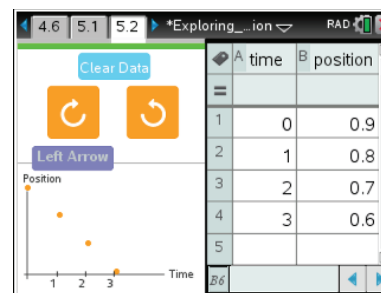 4.6 5.1 5.2 *Exploring_...ion RAD
Clear Data
Left Arrow
Position
1 2 3 Time
A time B position
=
1 0 0.9
2 1 0.8
3 2 0.7
4 3 0.6
5
B6